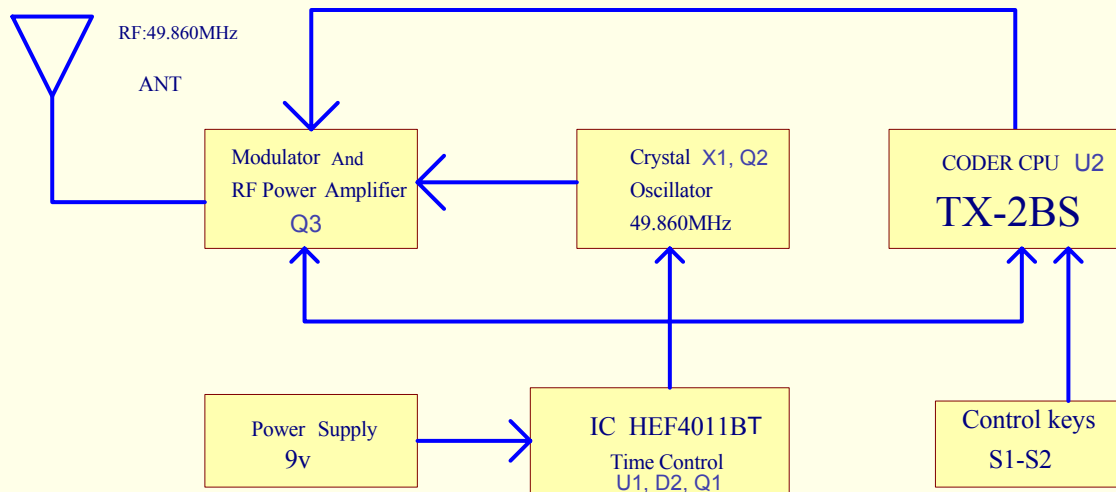 RF:49.860MHz
ANT
Modulator And
RF Power Amplifier
Q3
Crystal X1, Q2
Oscillator
49.860MHz
CODER CPU U2
TX-2BS
Power Supply
9v
IC HEF4011BT
Time Control
U1, D2, Q1
Control keys
S1-S2